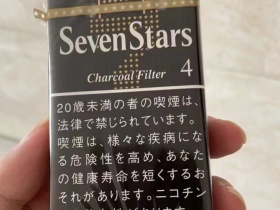 7
SevenStars
Charcoal Filter 4
20歳未満の者の喫煙は、
法律で禁じられています。
喫煙は、様々な疾病にな
る危険性を高め、あなた
の健康寿命を短くするお
それがあります。ニコチン